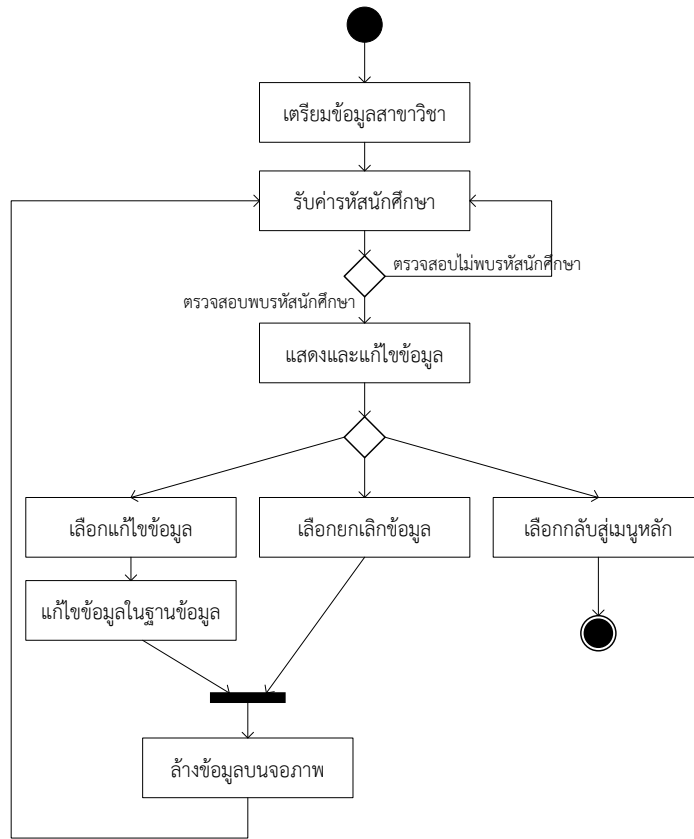 เตรียมข้อมูลสาขาวิชา
รับค่ารหัสนักศึกษา
ตรวจสอบไม่พบรหัสนักศึกษา
ตรวจสอบพบรหัสนักศึกษา
แสดงและแก้ไขข้อมูล
เลือกแก้ไขข้อมูล
เลือกยกเลิกข้อมูล
เลือกกลับสู่เมนูหลัก
แก้ไขข้อมูลในฐานข้อมูล
ล้างข้อมูลบนจอภาพ